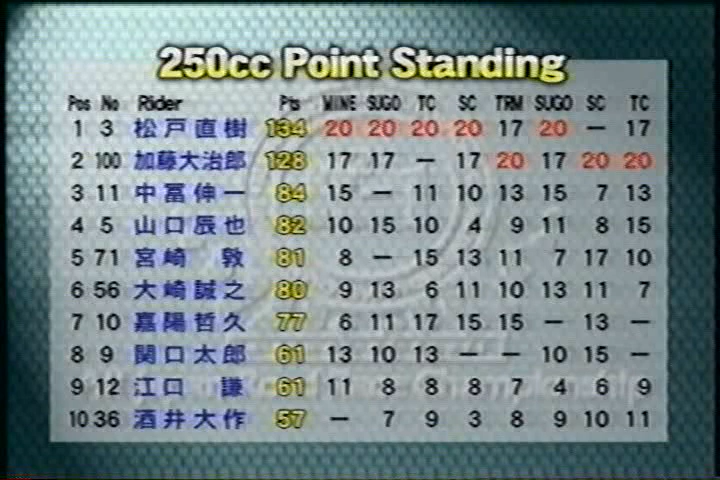 250cc Point Standing
Pos No Rider Pts MINE SUGO TC SC TRM SUGO SC TC
1 3 松戸直樹 134 20 20 20 20 17 20 — 17
2 100 加藤大治郎 128 17 17 — 17 20 17 20 20
3 11 中冨伸一 84 15 — 11 10 13 15 7 13
4 5 山口辰也 82 10 15 10 4 9 11 8 15
5 71 宮崎 敦 81 8 — 15 13 11 7 17 10
6 56 大崎誠之 80 9 13 6 11 10 13 11 7
7 10 嘉陽哲久 77 6 11 17 15 15 — 13 —
8 9 関口太郎 61 13 10 13 — — 10 15 —
9 12 江口 謙 61 11 8 8 8 7 4 6 9
10 36 酒井大作 57 — 7 9 3 8 9 10 11